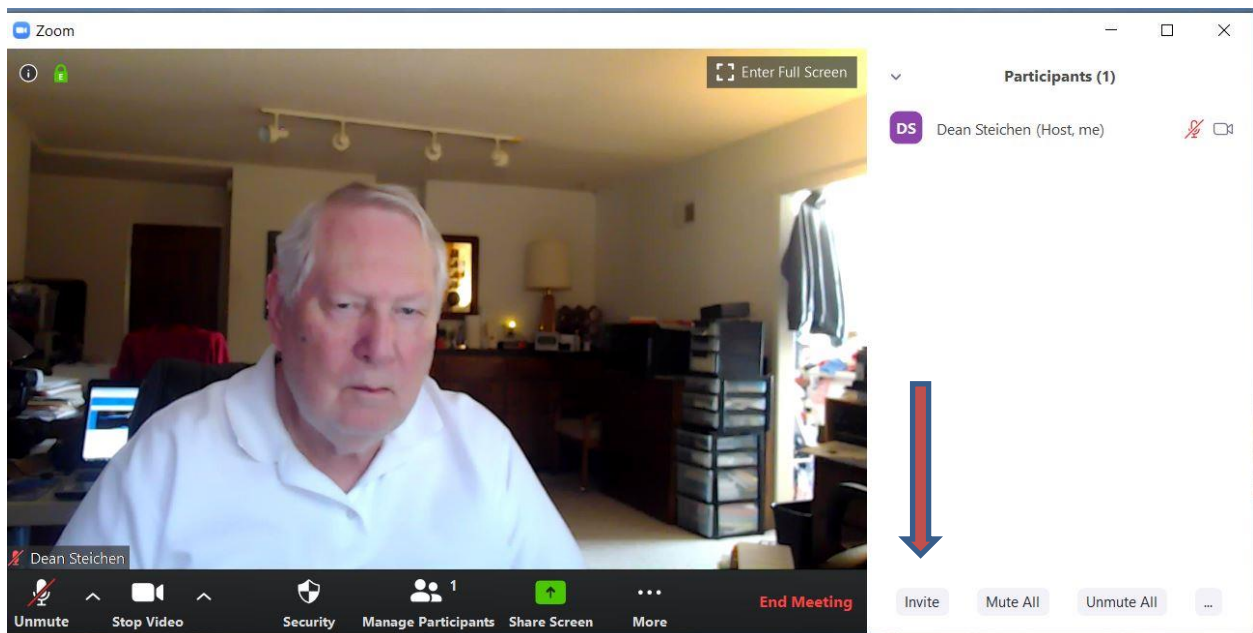 Zoom
Enter Full Screen
Participants (1)
DS Dean Steichen (Host, me)
Dean Steichen
1
Unmute Stop Video Security Manage Participants Share Screen More End Meeting
Invite Mute All Unmute All ...